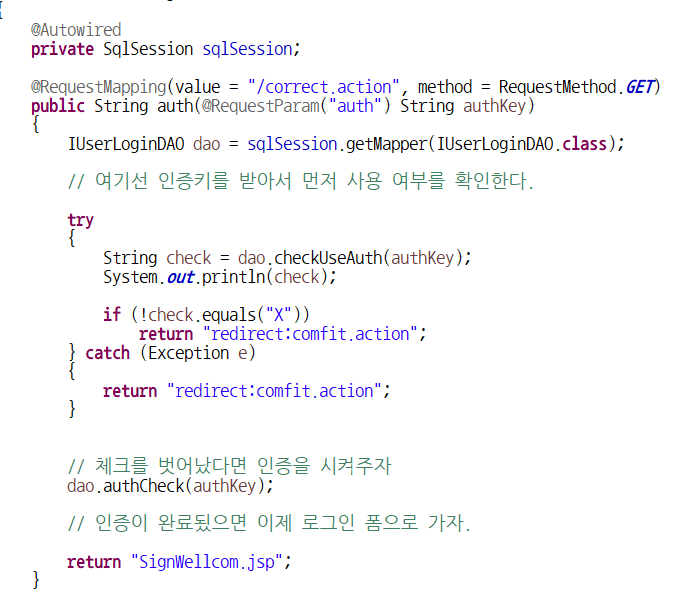 {
@Autowired
private SqlSession sqlSession;
@RequestMapping(value = "/correct.action", method = RequestMethod.GET)
public String auth(@RequestParam("auth") String authKey)
{
IUserLoginDAO dao = sqlSession.getMapper(IUserLoginDAO.class);
// 여기선 인증키를 받아서 먼저 사용 여부를 확인한다.
try
{
String check = dao.checkUseAuth(authKey);
System.out.println(check);
if (!check.equals("X"))
return "redirect:comfit.action";
} catch (Exception e)
{
return "redirect:comfit.action";
}
// 체크를 벗어났다면 인증을 시켜주자
dao.authCheck(authKey);
// 인증이 완료됐으면 이제 로그인 폼으로 가자.
return "SignWellcom.jsp";
}